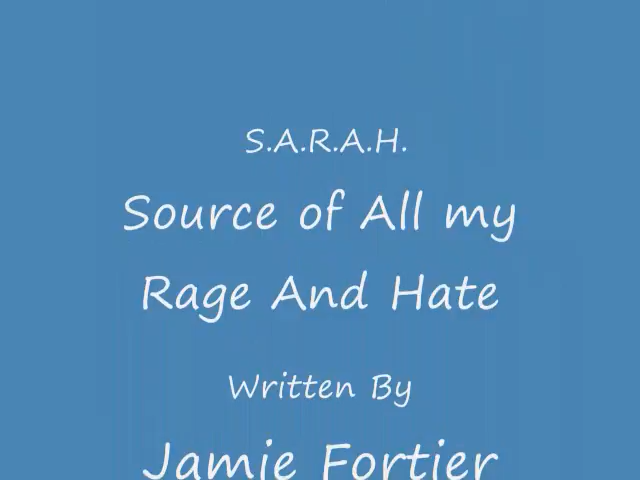 S.A.R.A.H.
Source of All my
Rage And Hate
Written By
Jamie Fortier